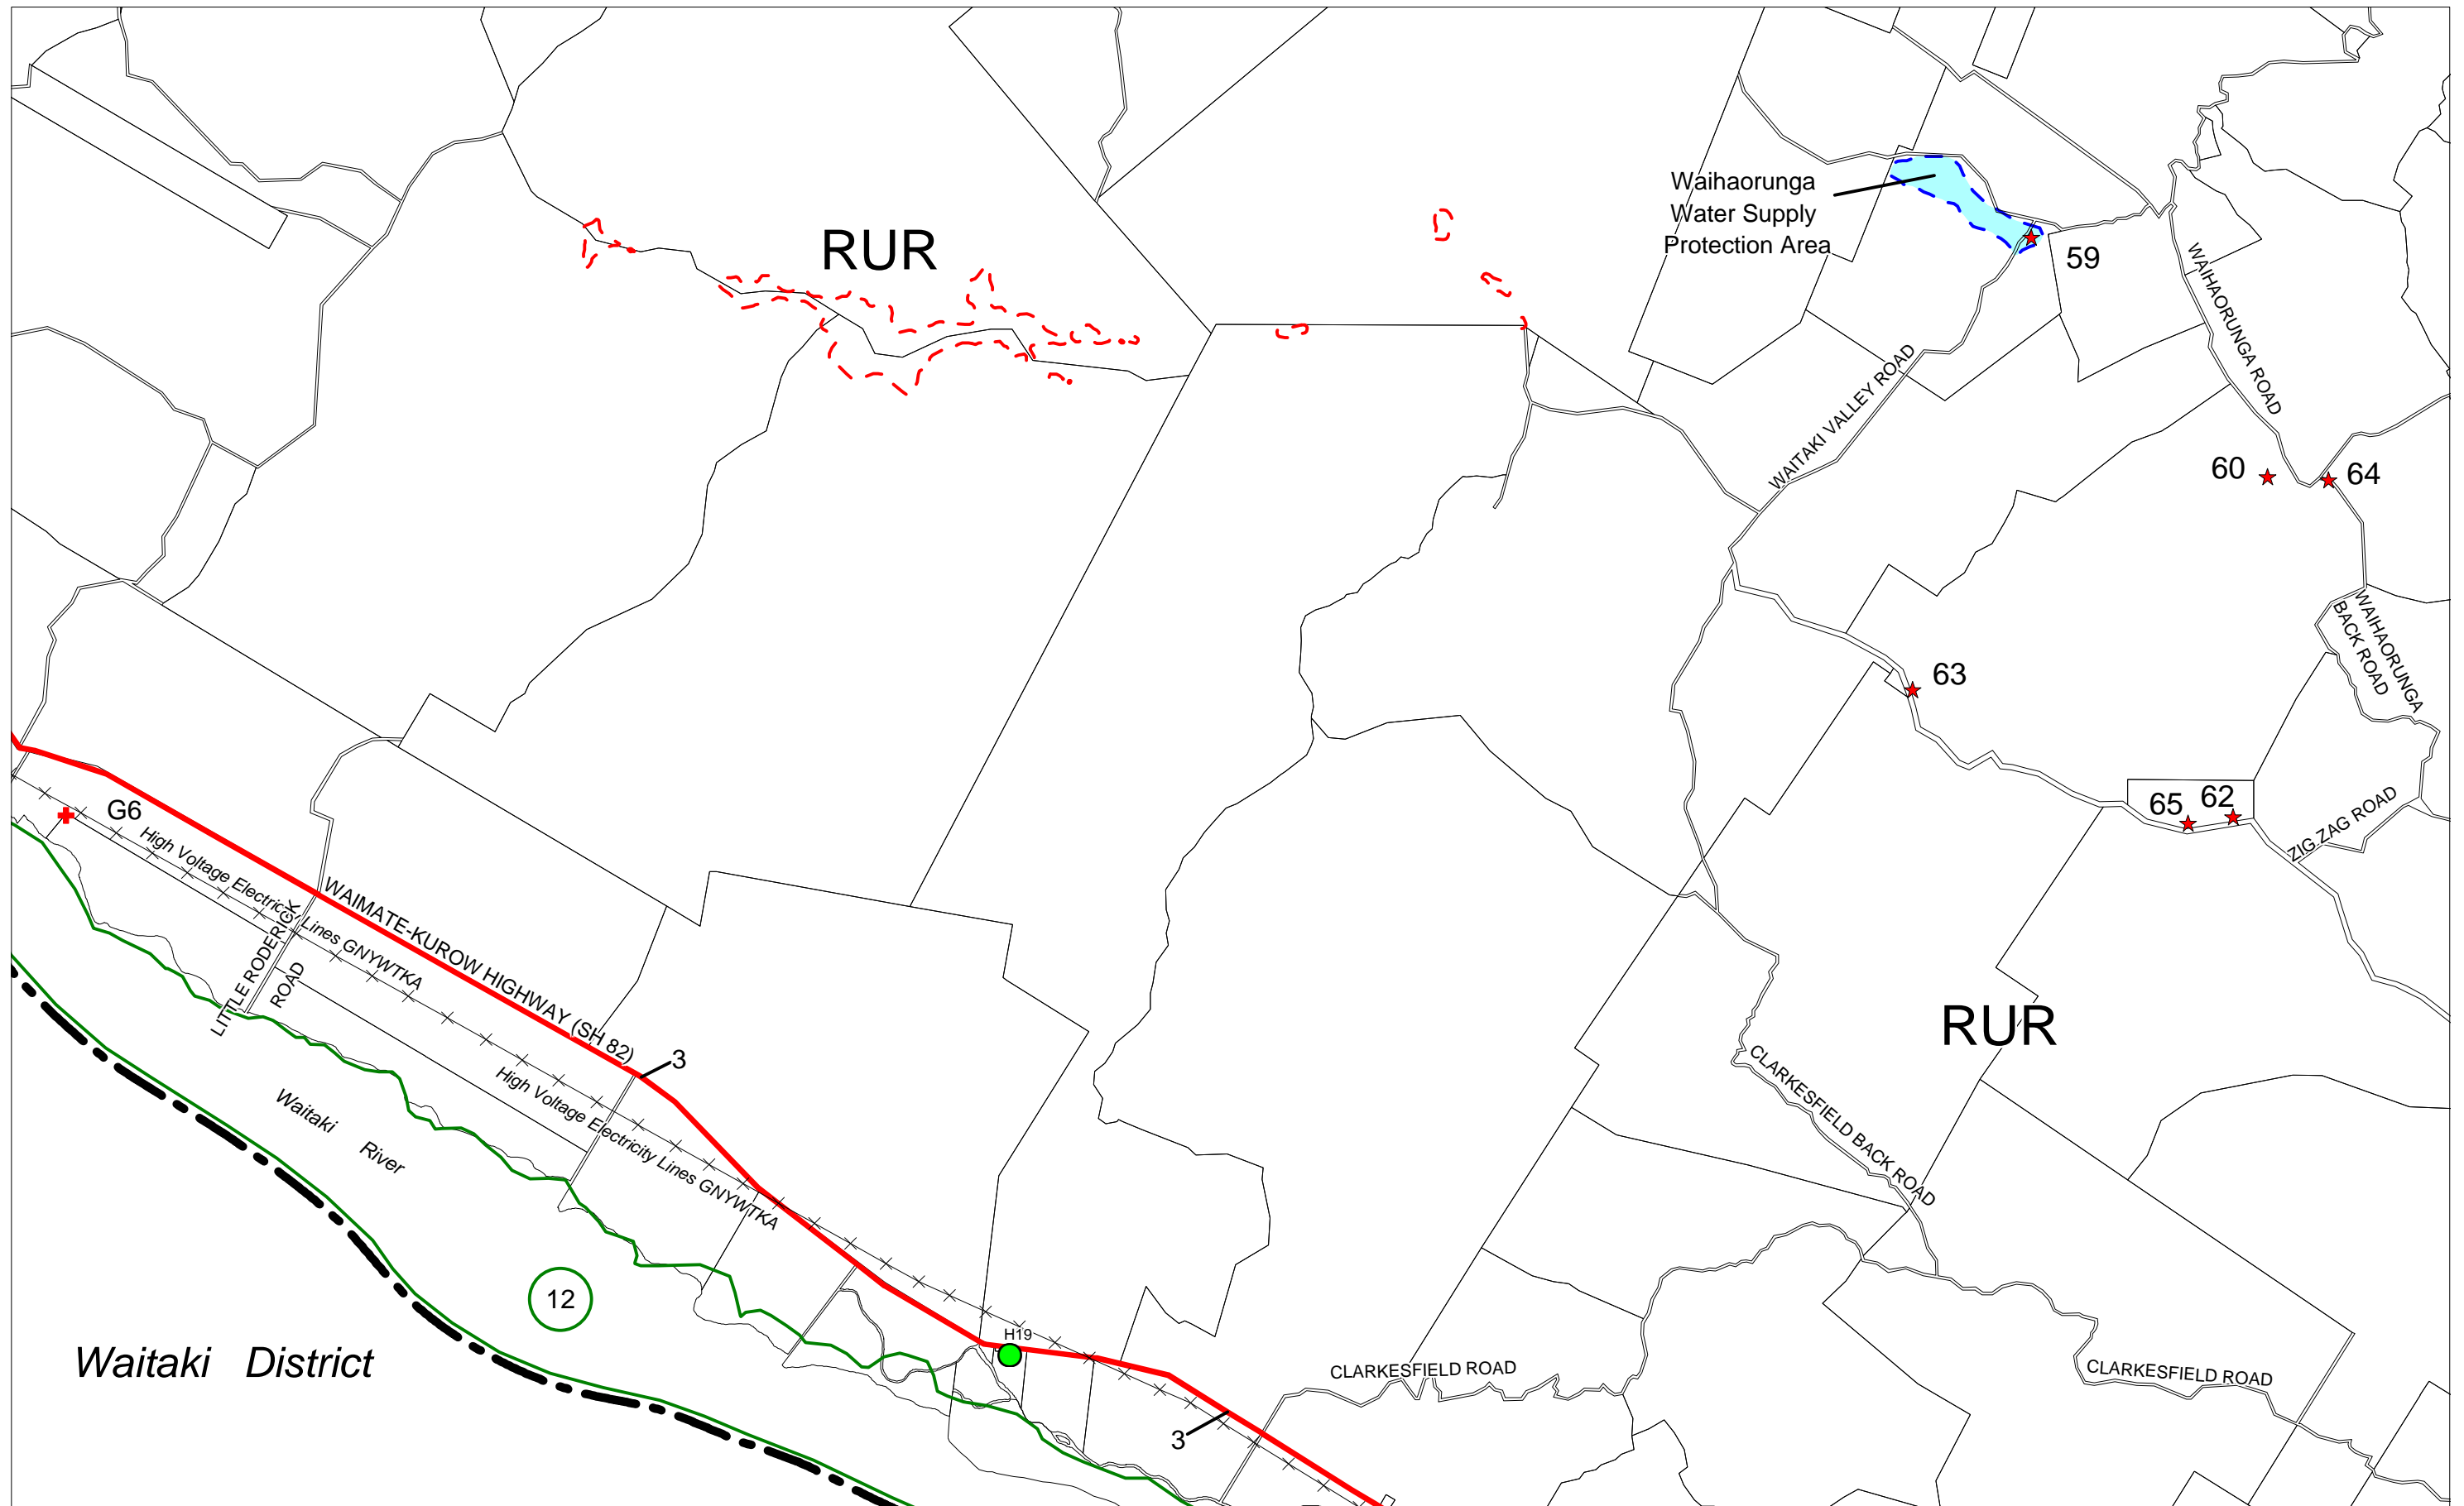 Waihaorunga
Water Supply
Protection Area
RUR
59
WAIHAORUNGA ROAD
WAITAKI VALLEY ROAD
60
64
WAIHAORUNGA
BACK ROAD
63
65
62
ZIG ZAG ROAD
G6
High Voltage Electricity Lines GNYWTKA
WAIMATE-KUROW HIGHWAY (SH 82)
LITTLE RODERICK
ROAD
3
RUR
High Voltage Electricity Lines GNYWTKA
CLARKESFIELD BACK ROAD
Waitaki River
12
H19
Waitaki District
CLARKESFIELD ROAD
CLARKESFIELD ROAD
3